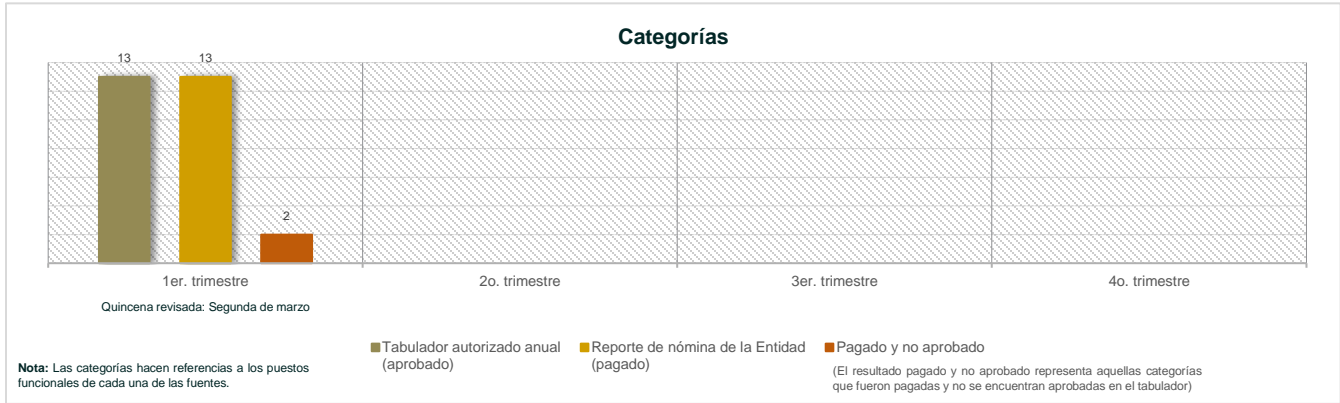 Categorías
13
13
2
1er. trimestre
2o. trimestre
3er. trimestre
4o. trimestre
Quincena revisada: Segunda de marzo
Tabulador autorizado anual
(aprobado)
Reporte de nómina de la Entidad
(pagado)
Pagado y no aprobado
(El resultado pagado y no aprobado representa aquellas categorías
que fueron pagadas y no se encuentran aprobadas en el tabulador)
Nota: Las categorías hacen referencias a los puestos
funcionales de cada una de las fuentes.